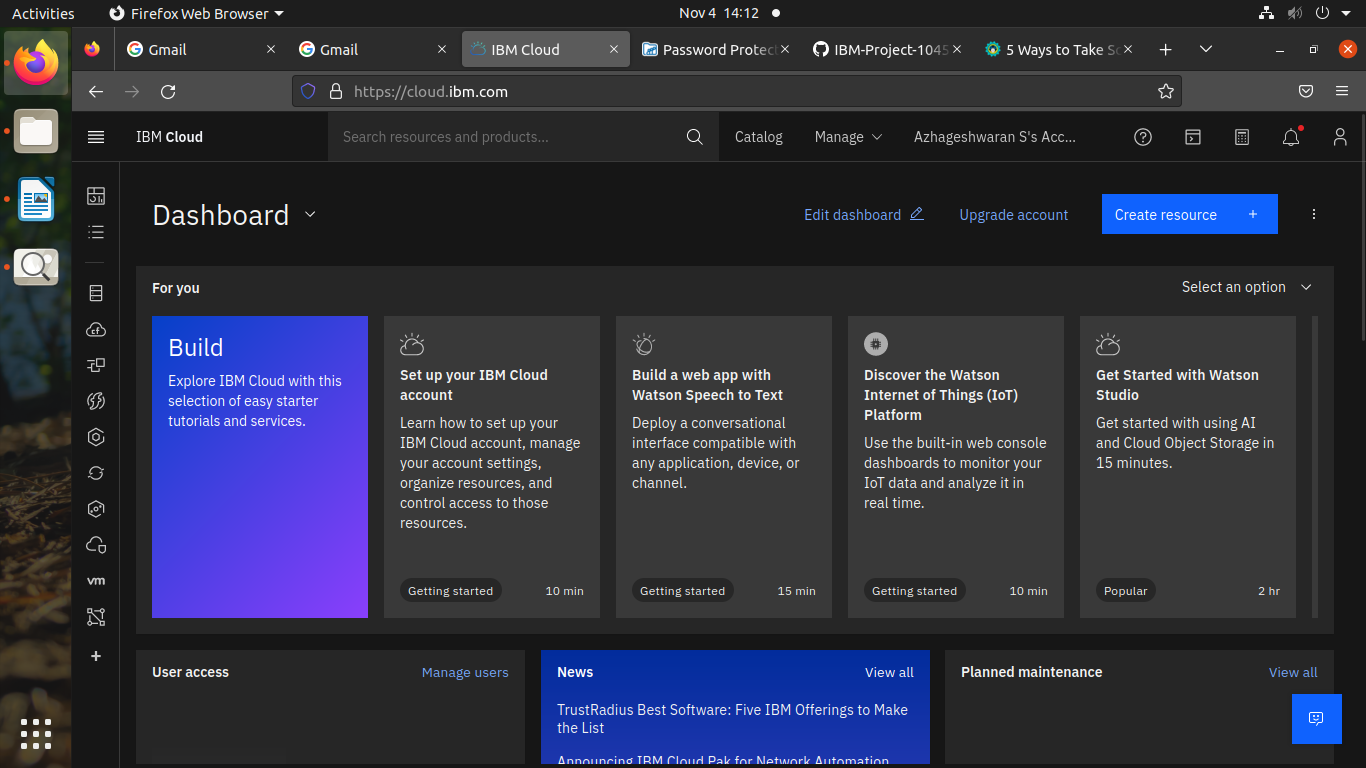 Activities
Firefox Web Browser
Nov 4 14:12
Gmail
Gmail
IBM Cloud
Password Protec
IBM-Project-1045
5 Ways to Take Sc
https://cloud.ibm.com
IBM Cloud
Search resources and products...
Catalog
Manage
Azhageshwaran S's Acc...
Dashboard
Edit dashboard
Upgrade account
Create resource +
For you
Select an option
Build
Explore IBM Cloud with this
selection of easy starter
tutorials and services.
Set up your IBM Cloud
account
Learn how to set up your
IBM Cloud account, manage
your account settings,
organize resources, and
control access to those
resources.
Getting started
10 min
Build a web app with
Watson Speech to Text
Deploy a conversational
interface compatible with
any application, device, or
channel.
Getting started
15 min
Discover the Watson
Internet of Things (IoT)
Platform
Use the built-in web console
dashboards to monitor your
IoT data and analyze it in
real time.
Getting started
10 min
Get Started with Watson
Studio
Get started with using AI
and Cloud Object Storage in
15 minutes.
Popular
2 hr
cf
vm
User access
Manage users
News
View all
TrustRadius Best Software: Five IBM Offerings to Make
the List
Announcing IBM Cloud Pak for Network Automation
Planned maintenance
View all